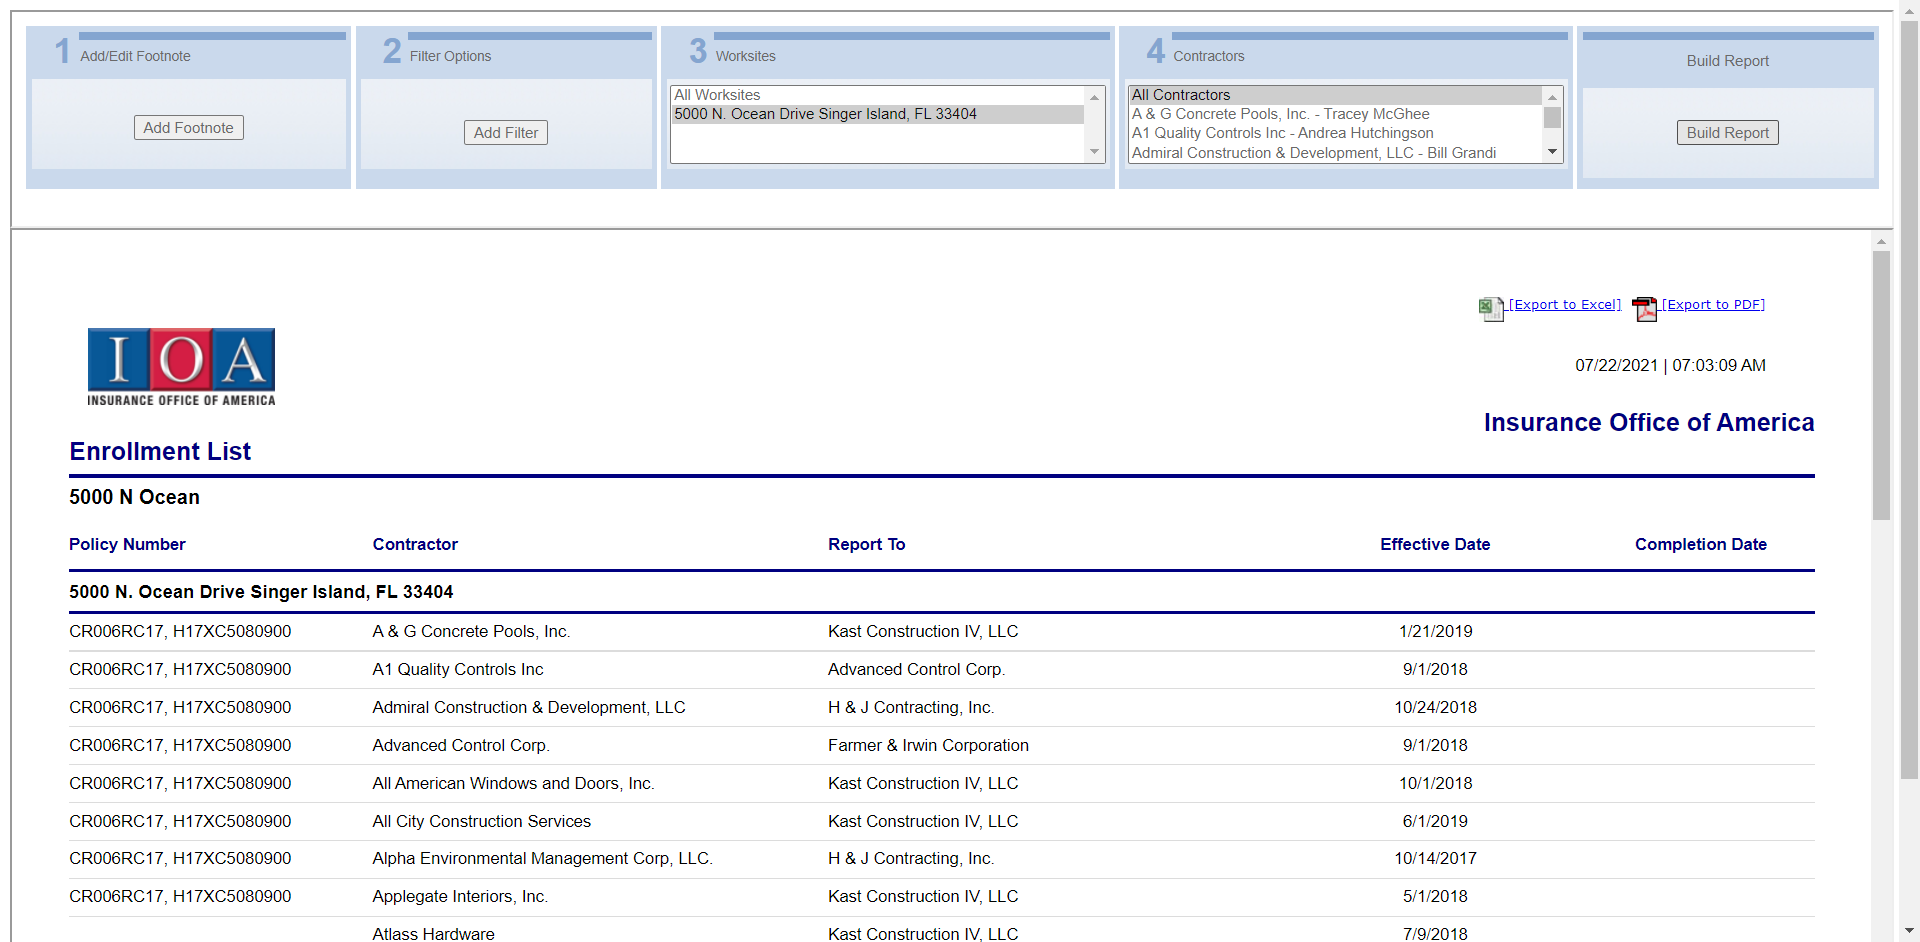 1 Add/Edit Footnote
Add Footnote
2 Filter Options
Add Filter
3 Worksites
All Worksites
5000 N. Ocean Drive Singer Island, FL 33404
4 Contractors
All Contractors
A & G Concrete Pools, Inc. - Tracey McGhee
A1 Quality Controls Inc - Andrea Hutchingson
Admiral Construction & Development, LLC - Bill Grandi
Build Report
Build Report
[Export to Excel] [Export to PDF]
IOA
INSURANCE OFFICE OF AMERICA
07/22/2021 | 07:03:09 AM
Insurance Office of America
Enrollment List
5000 N Ocean
Policy Number Contractor Report To Effective Date Completion Date
5000 N. Ocean Drive Singer Island, FL 33404
CR006RC17, H17XC5080900 A & G Concrete Pools, Inc. Kast Construction IV, LLC 1/21/2019
CR006RC17, H17XC5080900 A1 Quality Controls Inc Advanced Control Corp. 9/1/2018
CR006RC17, H17XC5080900 Admiral Construction & Development, LLC H & J Contracting, Inc. 10/24/2018
CR006RC17, H17XC5080900 Advanced Control Corp. Farmer & Irwin Corporation 9/1/2018
CR006RC17, H17XC5080900 All American Windows and Doors, Inc. Kast Construction IV, LLC 10/1/2018
CR006RC17, H17XC5080900 All City Construction Services Kast Construction IV, LLC 6/1/2019
CR006RC17, H17XC5080900 Alpha Environmental Management Corp, LLC. H & J Contracting, Inc. 10/14/2017
CR006RC17, H17XC5080900 Applegate Interiors, Inc. Kast Construction IV, LLC 5/1/2018
Atlass Hardware Kast Construction IV, LLC 7/9/2018